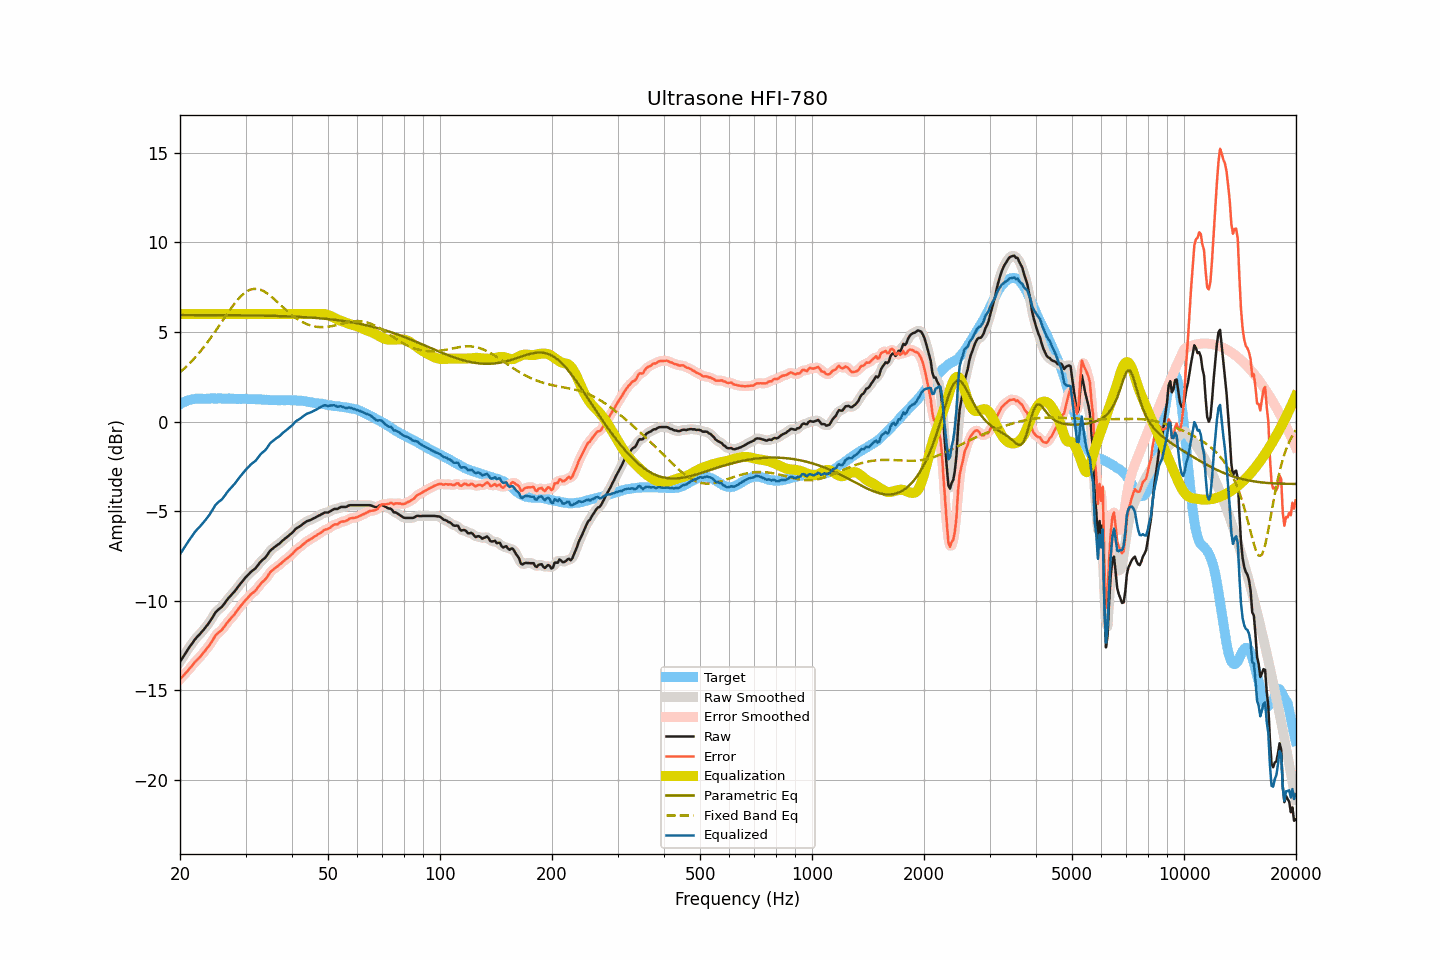 Ultrasone HFI-780
Amplitude (dBr)
15
10
5
0
−5
−10
−15
−20
Target
Raw Smoothed
Error Smoothed
Raw
Error
Equalization
Parametric Eq
Fixed Band Eq
Equalized
20 50 100 200 500 1000 2000 5000 10000 20000
Frequency (Hz)